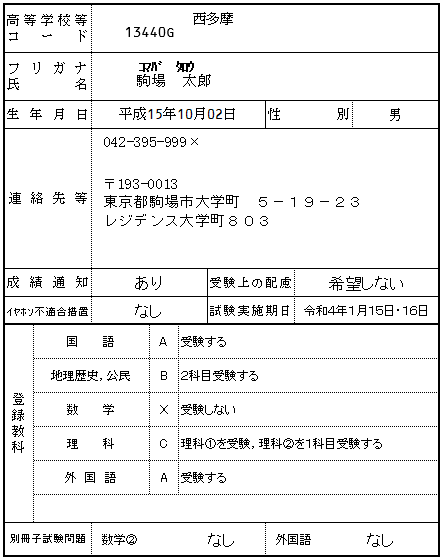 高等学校等 西多摩
コード 13440G
フリガナ ｺﾏﾊﾞ ﾀﾛｳ
氏名 駒場 太郎
生年月日 平成15年10月02日 性別 男
連絡先等 042-395-999×
〒193-0013
東京都駒場市大学町 ５－１９－２３
レジデンス大学町８０３
成績通知 あり 受験上の配慮 希望しない
ｲﾔﾎﾝ不適合措置 なし 試験実施期日 令和4年1月15日・16日
登録教科
国語 A 受験する
地理歴史，公民 B 2科目受験する
数学 X 受験しない
理科 C 理科①を受験，理科②を1科目受験する
外国語 A 受験する
別冊子試験問題 数学② なし 外国語 なし